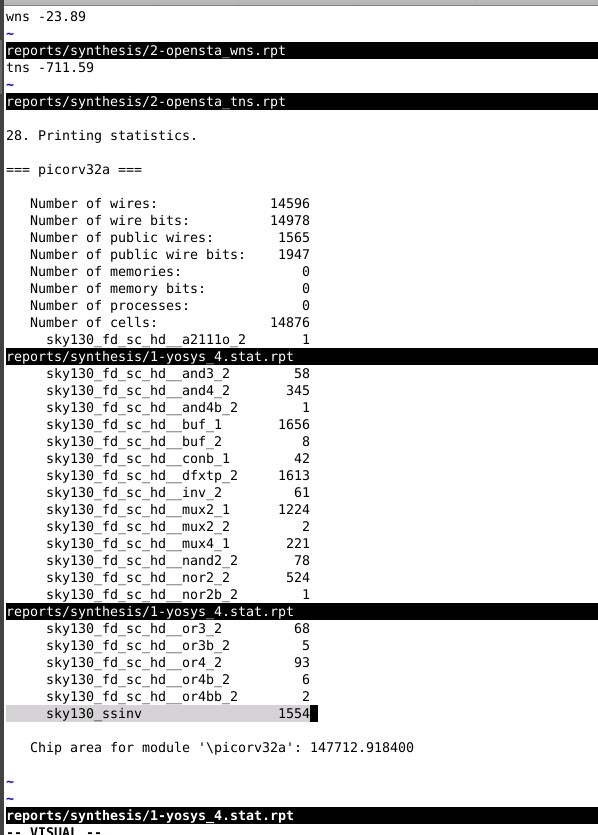 wns -23.89
~
reports/synthesis/2-opensta_wns.rpt
tns -711.59
~
reports/synthesis/2-opensta_tns.rpt
28. Printing statistics.
=== picorv32a ===
Number of wires: 14596
Number of wire bits: 14978
Number of public wires: 1565
Number of public wire bits: 1947
Number of memories: 0
Number of memory bits: 0
Number of processes: 0
Number of cells: 14876
sky130_fd_sc_hd__a2111o_2 1
reports/synthesis/1-yosys_4.stat.rpt
sky130_fd_sc_hd__and3_2 58
sky130_fd_sc_hd__and4_2 345
sky130_fd_sc_hd__and4b_2 1
sky130_fd_sc_hd__buf_1 1656
sky130_fd_sc_hd__buf_2 8
sky130_fd_sc_hd__conb_1 42
sky130_fd_sc_hd__dfxtp_2 1613
sky130_fd_sc_hd__inv_2 61
sky130_fd_sc_hd__mux2_1 1224
sky130_fd_sc_hd__mux2_2 2
sky130_fd_sc_hd__mux4_1 221
sky130_fd_sc_hd__nand2_2 78
sky130_fd_sc_hd__nor2_2 524
sky130_fd_sc_hd__nor2b_2 1
reports/synthesis/1-yosys_4.stat.rpt
sky130_fd_sc_hd__or3_2 68
sky130_fd_sc_hd__or3b_2 5
sky130_fd_sc_hd__or4_2 93
sky130_fd_sc_hd__or4b_2 6
sky130_fd_sc_hd__or4bb_2 2
sky130_ssinv 1554
Chip area for module '\picorv32a': 147712.918400
~
~
reports/synthesis/1-yosys_4.stat.rpt
-- VISUAL --